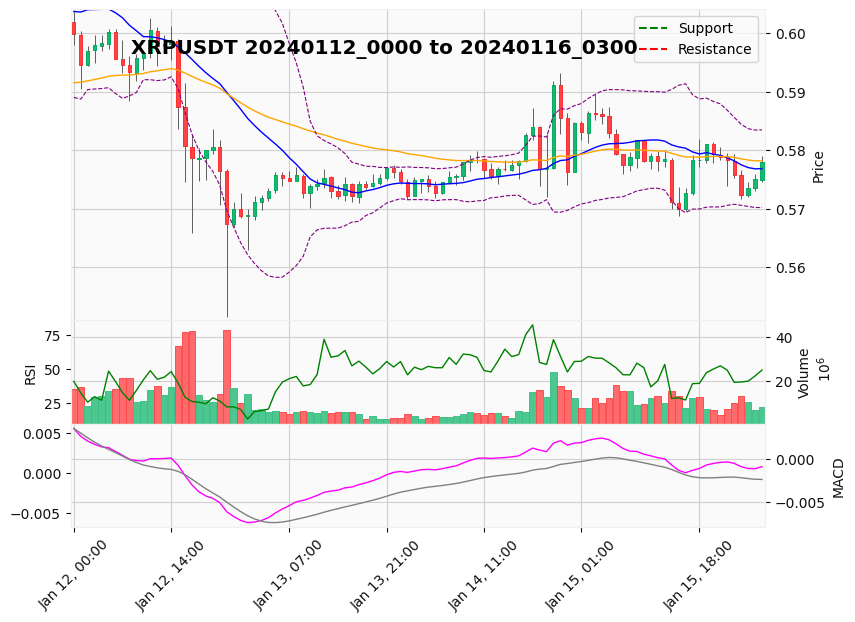 XRPUSDT 20240112_0000 to 20240116_0300
Support
Resistance
0.60
0.59
0.58
0.57
0.56
Price
75
50
25
RSI
40
20
Volume
10^6
0.005
0.000
−0.005
0.000
−0.005
MACD
Jan 12, 00:00
Jan 12, 14:00
Jan 13, 07:00
Jan 13, 21:00
Jan 14, 11:00
Jan 15, 01:00
Jan 15, 18:00